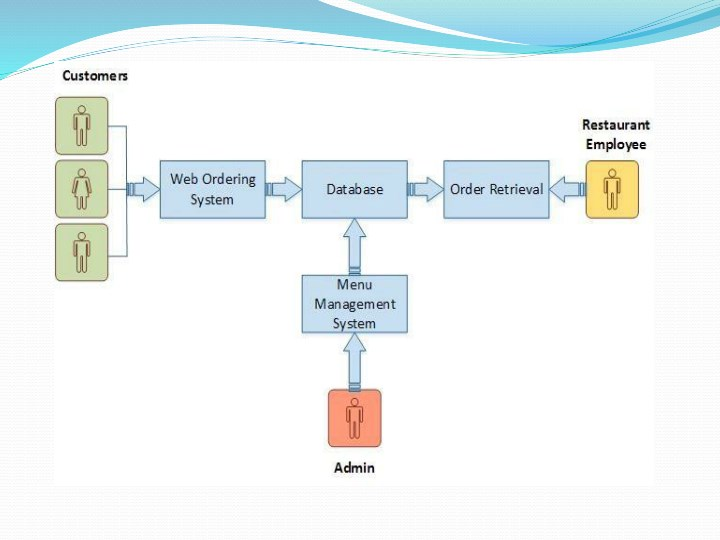 Customers
Restaurant
Employee
Web Ordering
System
Database
Order Retrieval
Menu
Management
System
Admin